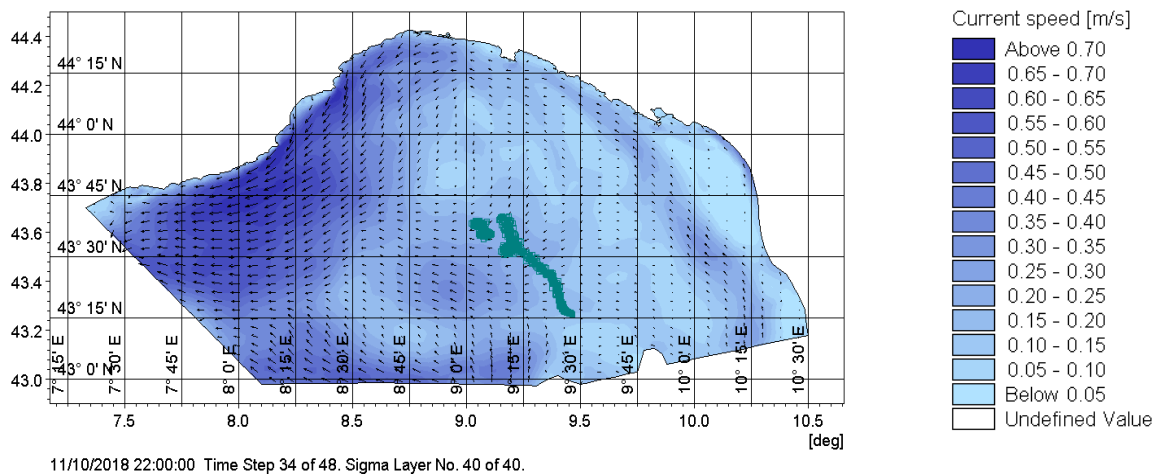 Current speed [m/s]
Above 0.70
0.65 - 0.70
0.60 - 0.65
0.55 - 0.60
0.50 - 0.55
0.45 - 0.50
0.40 - 0.45
0.35 - 0.40
0.30 - 0.35
0.25 - 0.30
0.20 - 0.25
0.15 - 0.20
0.10 - 0.15
0.05 - 0.10
Below 0.05
Undefined Value
44.4
44° 15' N
44.2
44.0
44° 0' N
43.8
43° 45' N
43.6
43° 30' N
43.4
43° 15' N
43.2
43.0
43° 0' N
7° 15' E
7° 30' E
7° 45' E
8° 0' E
8° 15' E
8° 30' E
8° 45' E
9° 0' E
9° 15' E
9° 30' E
9° 45' E
10° 0' E
10° 15' E
10° 30' E
7.5 8.0 8.5 9.0 9.5 10.0 10.5
[deg]
11/10/2018 22:00:00 Time Step 34 of 48. Sigma Layer No. 40 of 40.